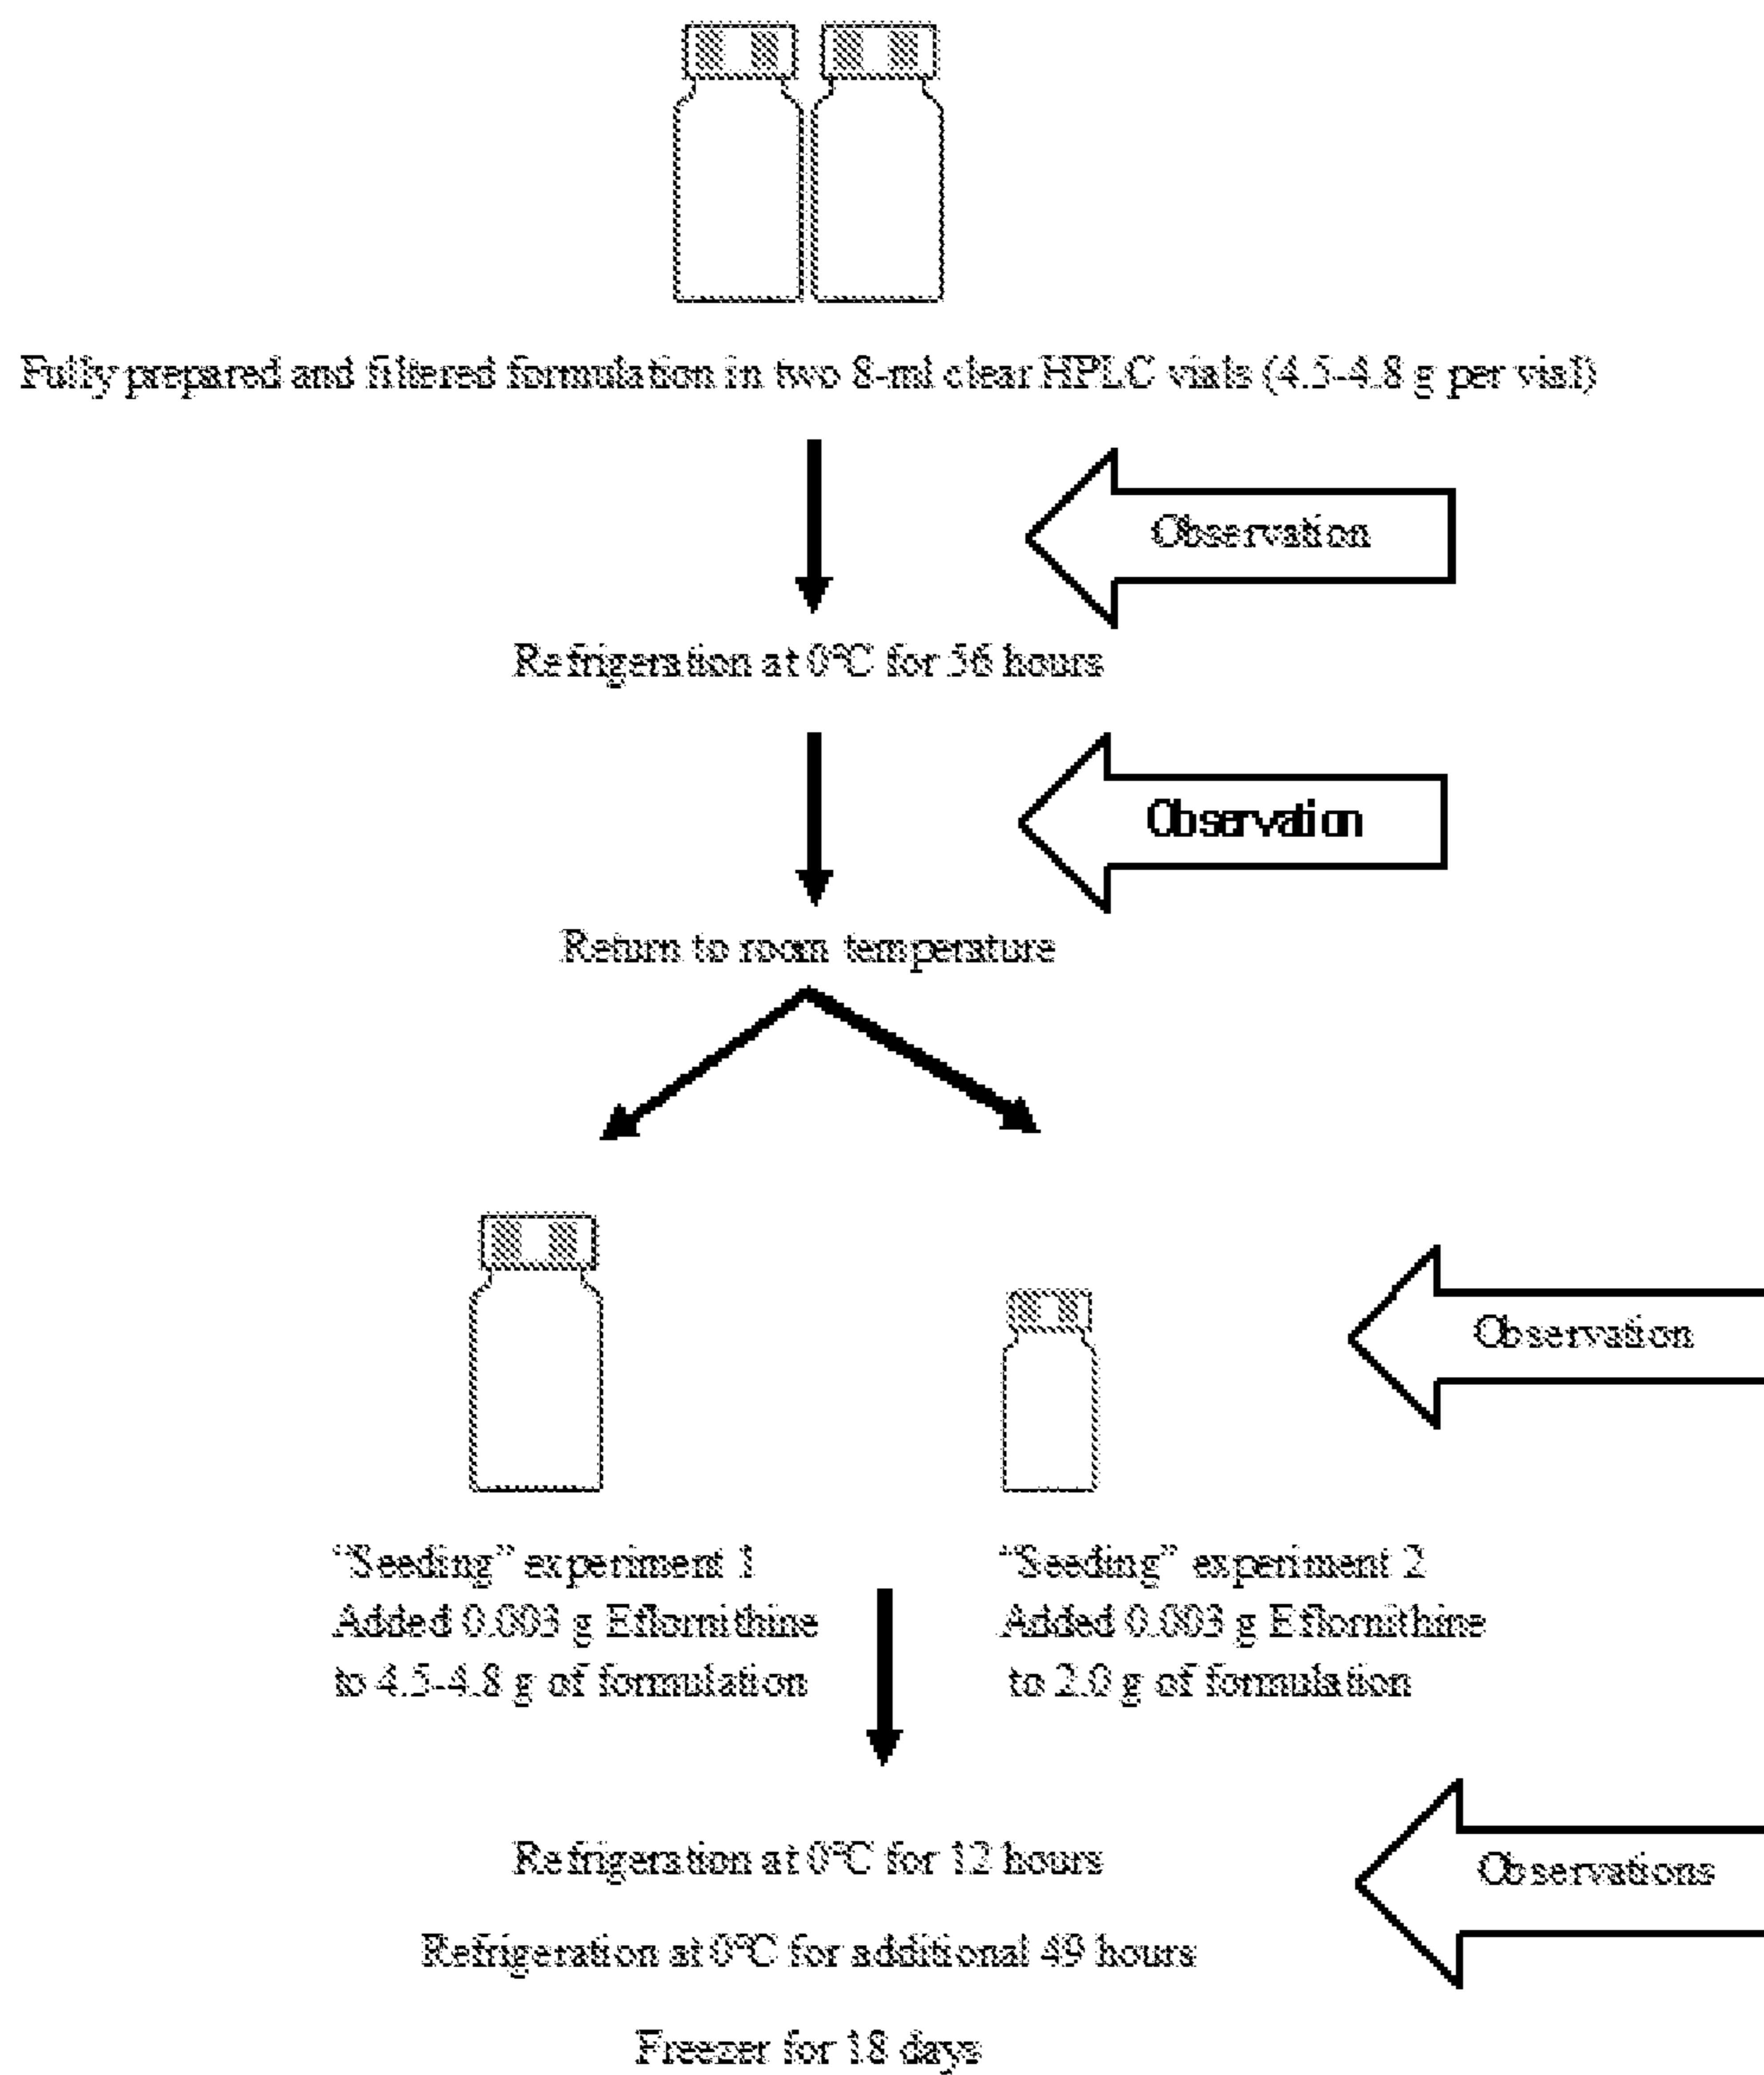 Fully prepared and filtered formulation in two 8-ml clear HPLC vials (4.5-4.8 g per vial)
Observation
Refrigeration at 0°C for 56 hours
Observation
Return to room temperature
Observation
"Seeding" experiment 1
Added 0.003 g Eflornithine
to 4.5-4.8 g of formulation
"Seeding" experiment 2
Added 0.003 g Eflornithine
to 2.0 g of formulation
Refrigeration at 0°C for 12 hours
Observations
Refrigeration at 0°C for additional 49 hours
Freezer for 18 days